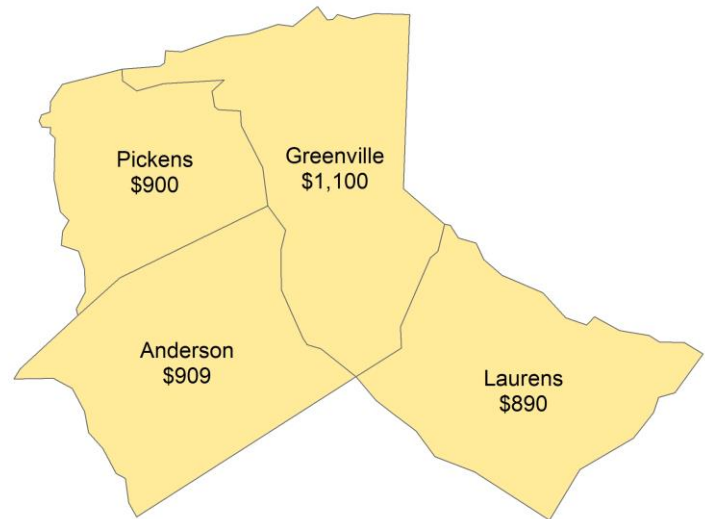 Pickens
$900
Greenville
$1,100
Anderson
$909
Laurens
$890